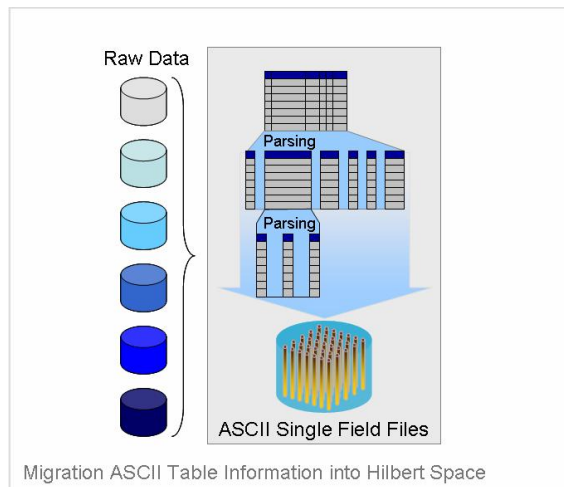 Raw Data
Parsing
Parsing
ASCII Single Field Files
Migration ASCII Table Information into Hilbert Space